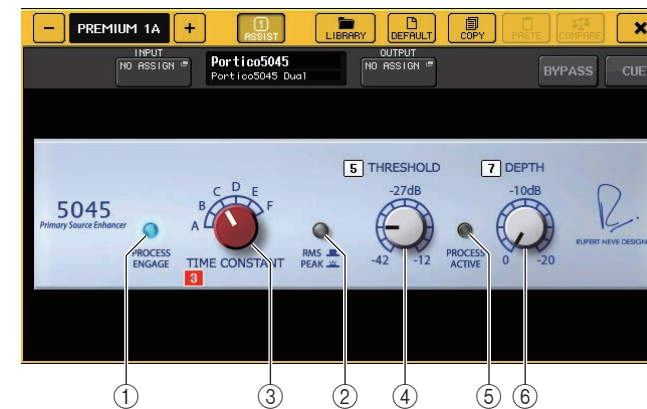 PREMIUM 1A
1
ASSIST
LIBRARY
DEFAULT
COPY
PASTE
COMPARE
INPUT
NO ASSIGN
Portico5045
Portico5045 Dual
OUTPUT
NO ASSIGN
BYPASS
CUE
5 THRESHOLD
7 DEPTH
-27dB
-10dB
5045
Primary Source Enhancer
A
B
C
D
E
F
PROCESS
ENGAGE
TIME CONSTANT
3
RMS
PEAK
-42
-12
PROCESS
ACTIVE
0
-20
RUPERT NEVE DESIGN
1
3
2
4
5
6